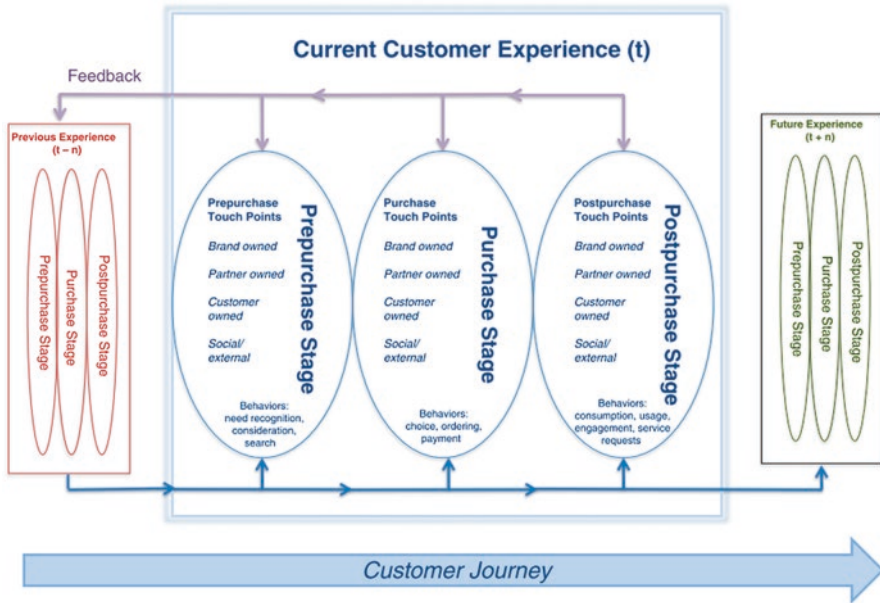 Current Customer Experience (t)
Feedback
Previous Experience
(t – n)
Prepurchase Stage
Purchase Stage
Postpurchase Stage
Prepurchase
Touch Points
Brand owned
Partner owned
Customer
owned
Social/
external
Prepurchase Stage
Behaviors:
need recognition,
consideration,
search
Purchase
Touch Points
Brand owned
Partner owned
Customer
owned
Social/
external
Purchase Stage
Behaviors:
choice, ordering,
payment
Postpurchase
Touch Points
Brand owned
Partner owned
Customer
owned
Social/
external
Postpurchase Stage
Behaviors:
consumption, usage,
engagement, service
requests
Future Experience
(t + n)
Prepurchase Stage
Purchase Stage
Postpurchase Stage
Customer Journey